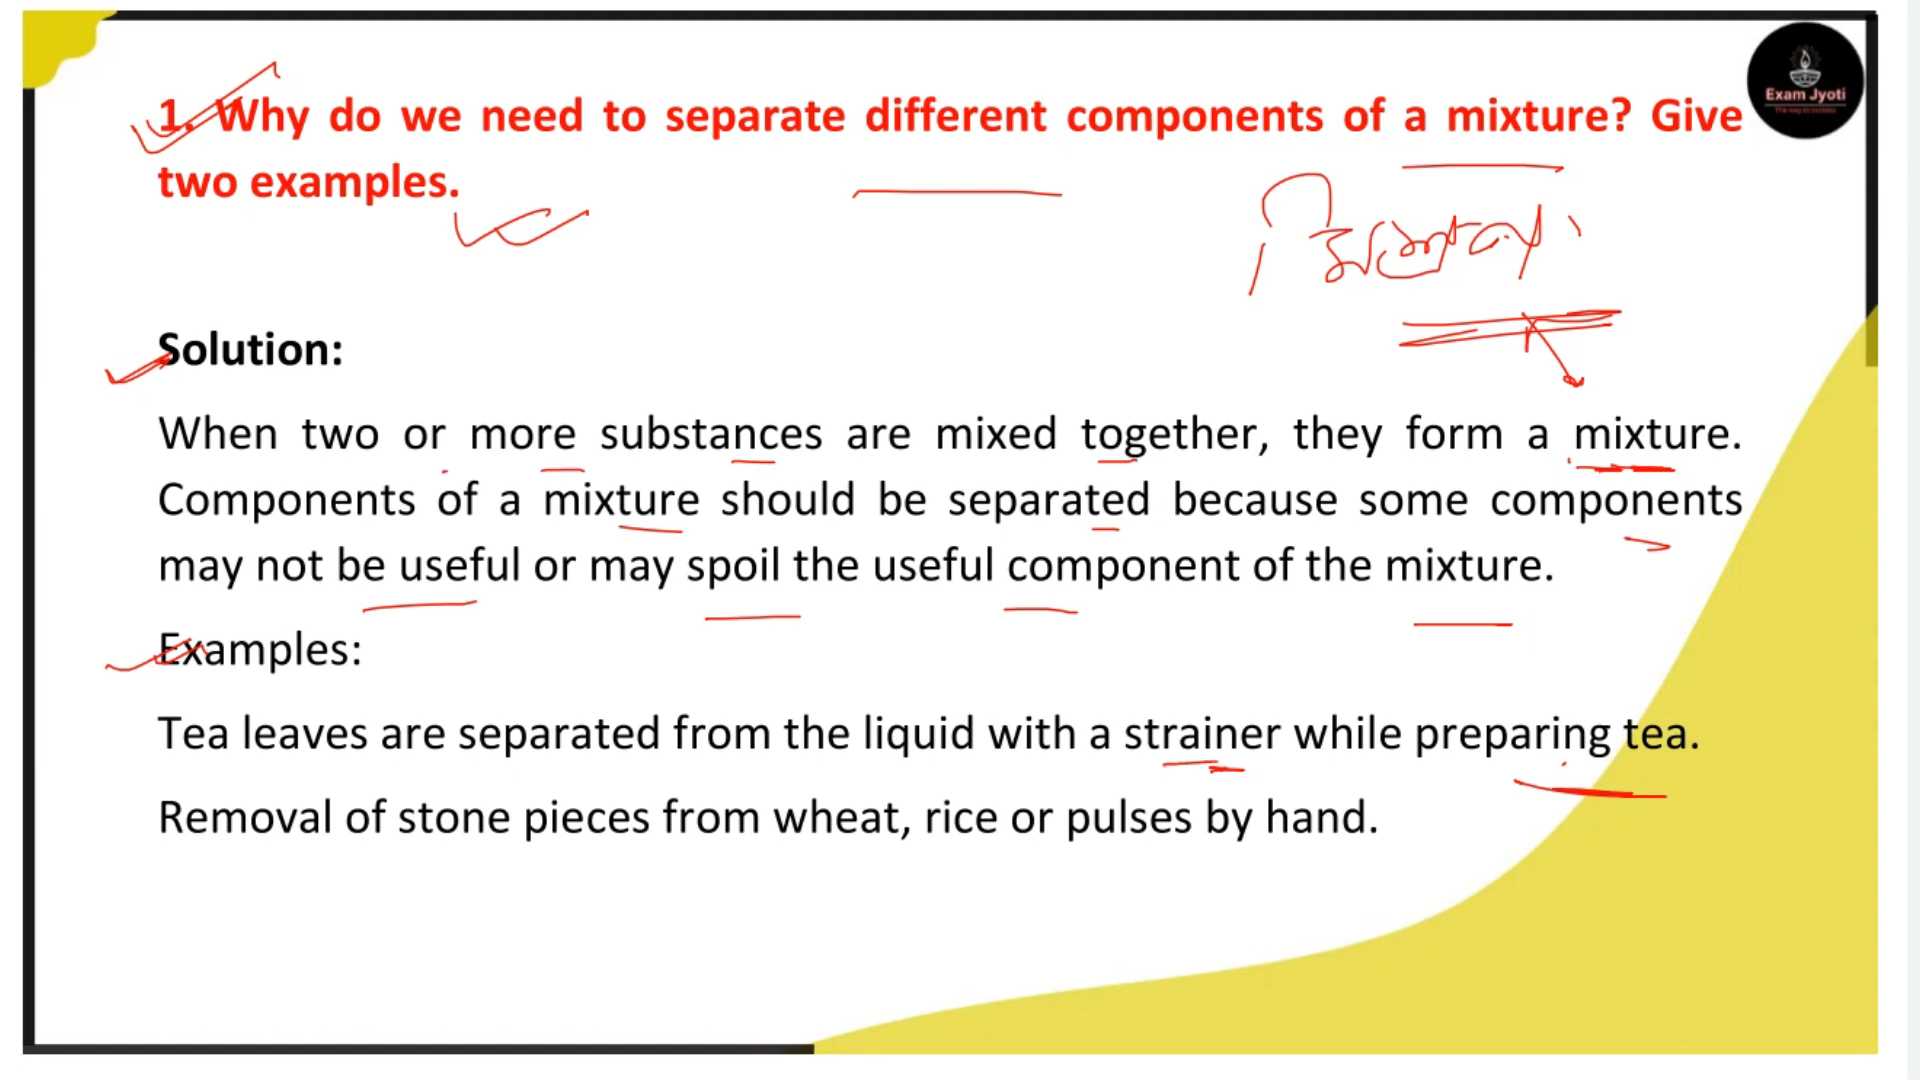 Exam Jyoti
1. Why do we need to separate different components of a mixture? Give
two examples.
Solution:
When two or more substances are mixed together, they form a mixture.
Components of a mixture should be separated because some components
may not be useful or may spoil the useful component of the mixture.
Examples:
Tea leaves are separated from the liquid with a strainer while preparing tea.
Removal of stone pieces from wheat, rice or pulses by hand.